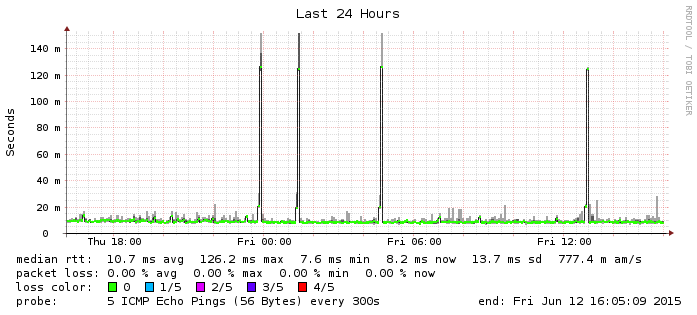 Last 24 Hours
RRDTOOL / TOBI OETIKER
Seconds
140 m
120 m
100 m
80 m
60 m
40 m
20 m
0
Thu 18:00 Fri 00:00 Fri 06:00 Fri 12:00
median rtt: 10.7 ms avg 126.2 ms max 7.6 ms min 8.2 ms now 13.7 ms sd 777.4 m am/s
packet loss: 0.00 % avg 0.00 % max 0.00 % min 0.00 % now
loss color: 0 1/5 2/5 3/5 4/5
probe: 5 ICMP Echo Pings (56 Bytes) every 300s end: Fri Jun 12 16:05:09 2015